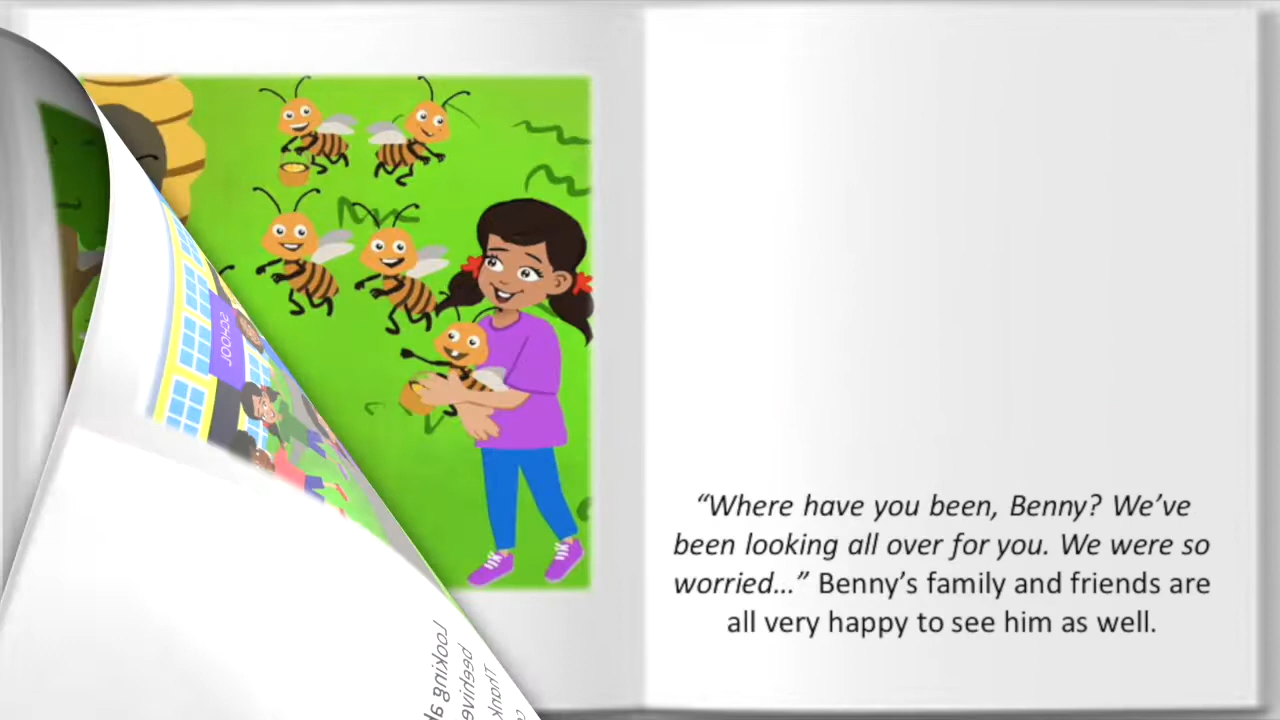 SCHOOL
“Where have you been, Benny? We’ve
been looking all over for you. We were so
worried...” Benny’s family and friends are
all very happy to see him as well.